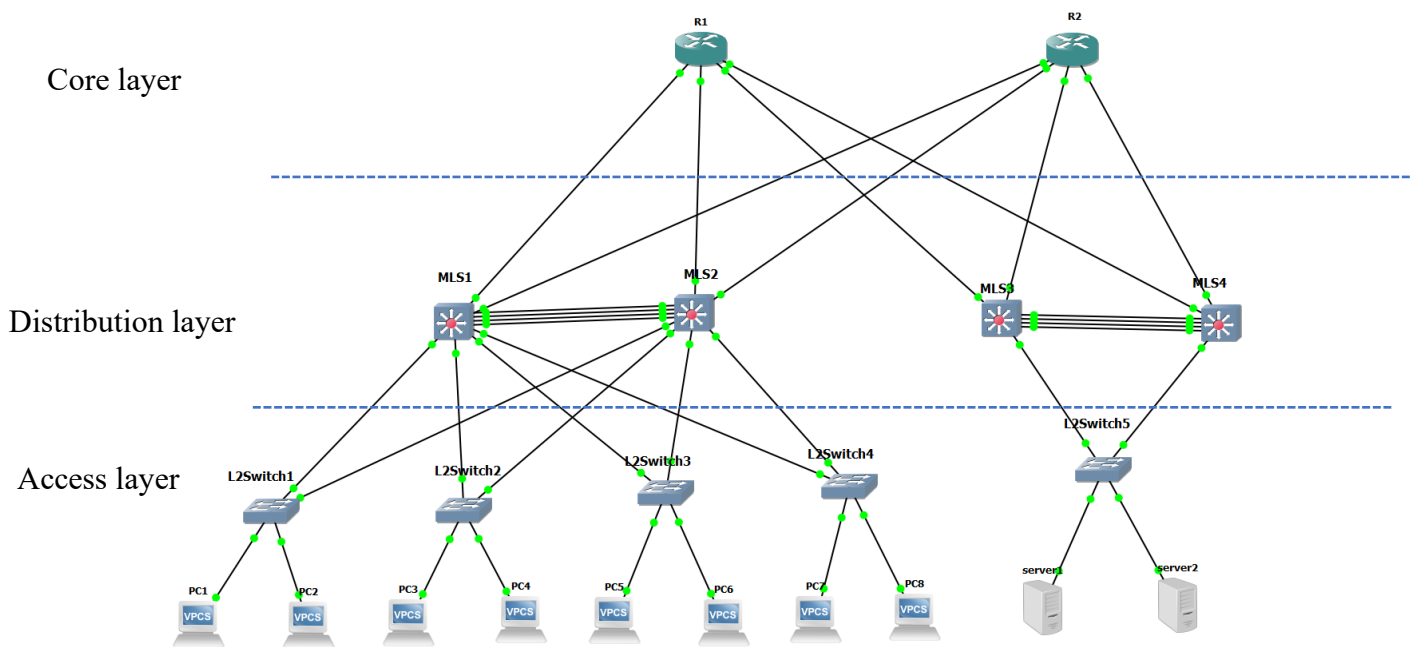 R1
R2
Core layer
MLS1
MLS2
MLS3
MLS4
Distribution layer
L2Switch1
L2Switch2
L2Switch3
L2Switch4
L2Switch5
Access layer
PC1
PC2
PC3
PC4
PC5
PC6
PC7
PC8
server1
server2
VPCS
VPCS
VPCS
VPCS
VPCS
VPCS
VPCS
VPCS